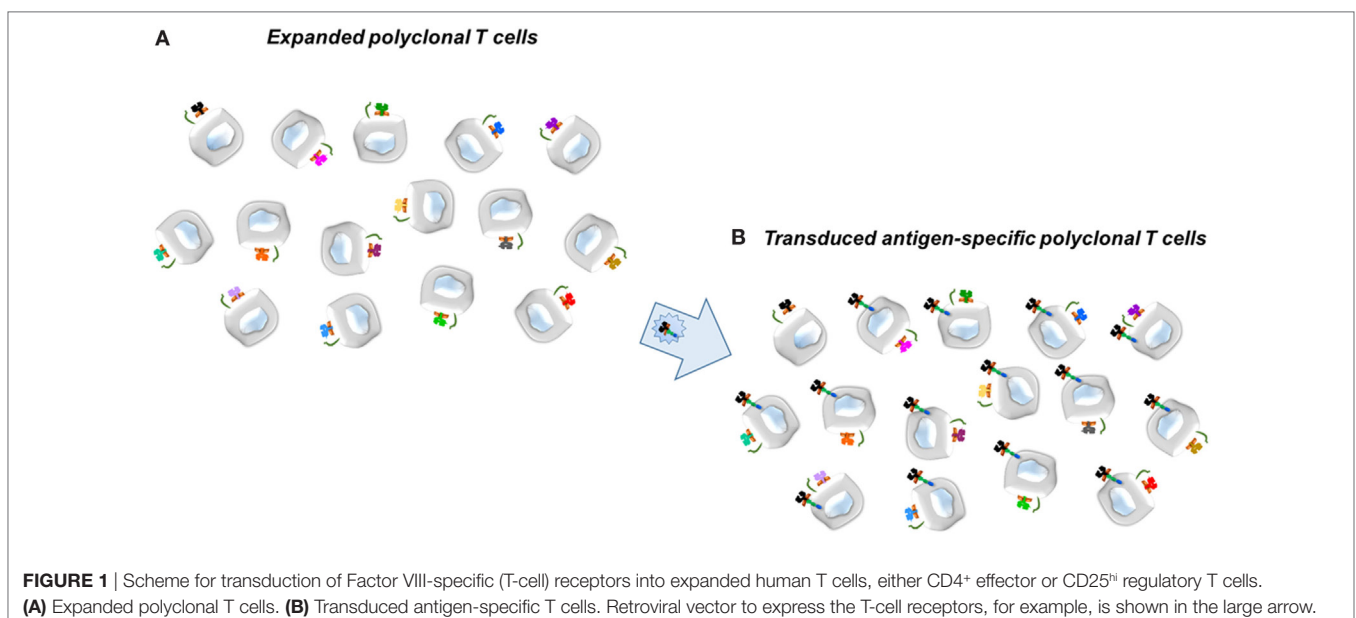 A Expanded polyclonal T cells
B Transduced antigen-specific polyclonal T cells
FIGURE 1 | Scheme for transduction of Factor VIII-specific (T-cell) receptors into expanded human T cells, either CD4⁺ effector or CD25ʰⁱ regulatory T cells.
(A) Expanded polyclonal T cells. (B) Transduced antigen-specific T cells. Retroviral vector to express the T-cell receptors, for example, is shown in the large arrow.